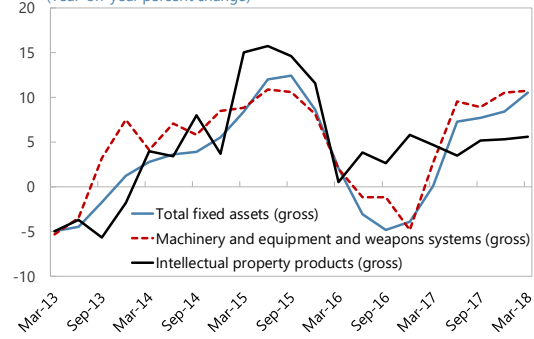 (Year-on-year percent change)
20
15
10
5
0
-5
-10
Total fixed assets (gross)
Machinery and equipment and weapons systems (gross)
Intellectual property products (gross)
Mar-13
Sep-13
Mar-14
Sep-14
Mar-15
Sep-15
Mar-16
Sep-16
Mar-17
Sep-17
Mar-18